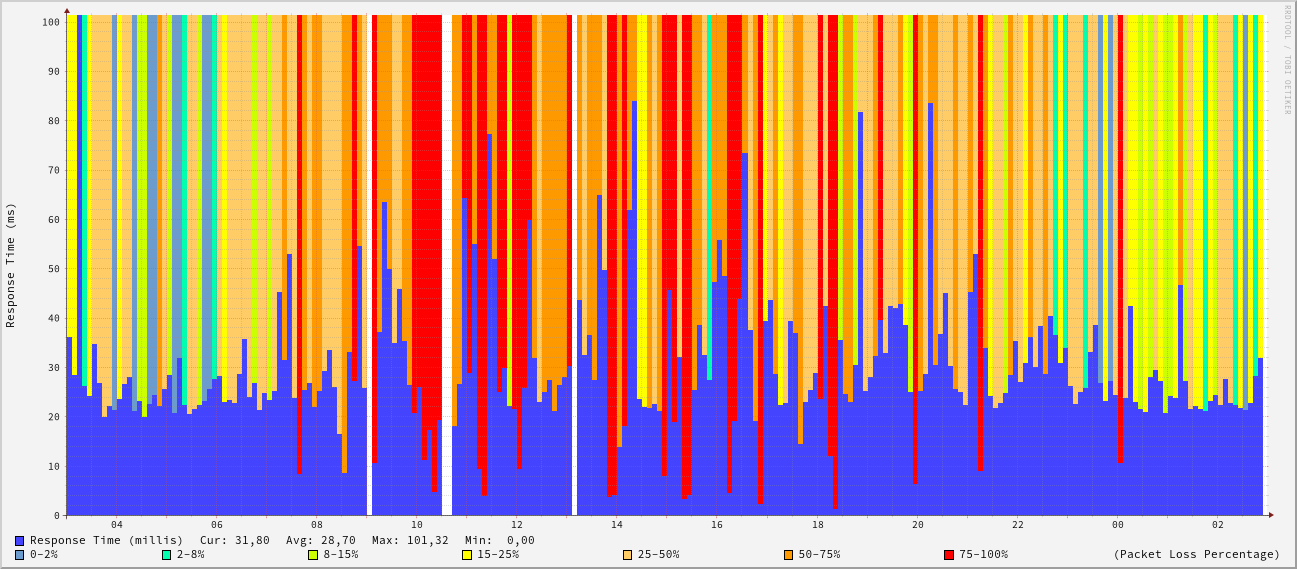 RRDTOOL / TOBI OETIKER
Response Time (ms)
100
90
80
70
60
50
40
30
20
10
0
04 06 08 10 12 14 16 18 20 22 00 02
Response Time (millis) Cur: 31,80 Avg: 28,70 Max: 101,32 Min: 0,00
0-2% 2-8% 8-15% 15-25% 25-50% 50-75% 75-100% (Packet Loss Percentage)